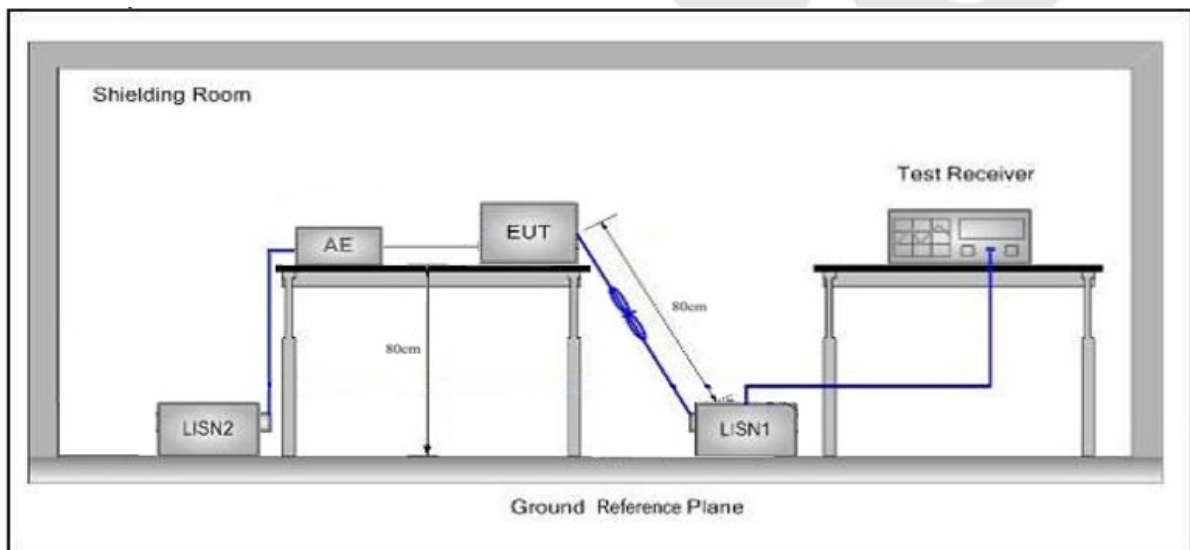 Shielding Room
Test Receiver
AE
EUT
80cm
80cm
LISN2
LISN1
Ground Reference Plane